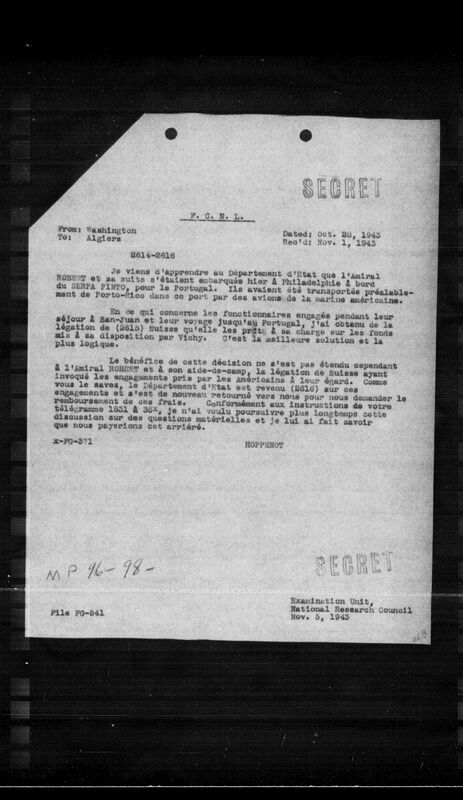 SECRET
F. C. N. L.
From: Washington
To: Algiers
Dated: Oct. 28, 1943
Rec'd: Nov. 1, 1943
2614-2616
Je viens d'apprendre au Département d'Etat que l'Amiral
ROBERT et sa suite s'étaient embarqués hier à Philadelphie à bord
du SERPA PINTO, pour le Portugal. Ils avaient été transportés préalable-
ment de Porto-Rico dans ce port par des avions de la marine américaine.
En ce qui concerne les fonctionnaires engagés pendant leur
séjour à San-Juan et leur voyage jusqu'au Portugal, j'ai obtenu de la
légation de (2615) Suisse qu'elle les prît à sa charge sur les fonds
mis à sa disposition par Vichy. C'est la meilleure solution et la
plus logique.
Le bénéfice de cette décision ne s'est pas étendu cependant
à l'Amiral ROBERT et à son aide-de-camp, la légation de Suisse ayant
invoqué les engagements pris par les Américains à leur égard. Comme
vous le savez, le Département d'Etat est revenu (2616) sur ces
engagements et s'est de nouveau retourné vers nous pour nous demander le
remboursement de ces frais. Conformément aux instructions de votre
télégramme 1831 à je n'ai voulu poursuivre plus longtemps cette
discussion sur des questions matérielles et je lui ai fait savoir
que nous payerions cet arriéré.
x-FO-371
HOPPENOT
MP 96-98-
SECRET
File FG-541
Examination Unit,
National Research Council
Nov. 5, 1943